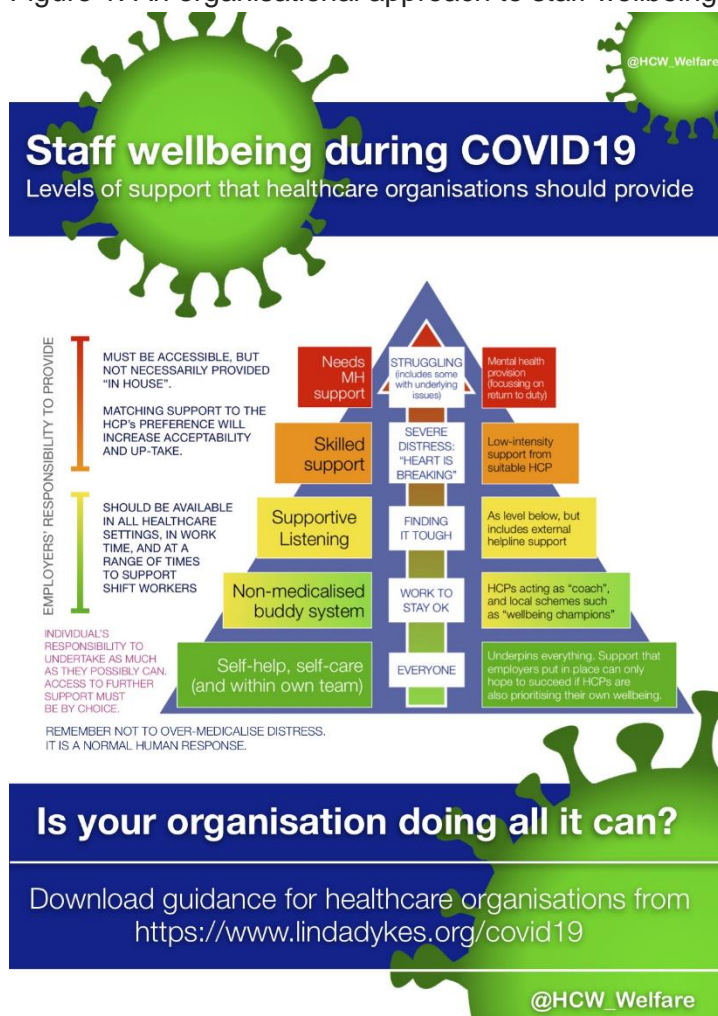 Figure 1. An organisational approach to staff wellbeing
@HCW_Welfare
Staff wellbeing during COVID19
Levels of support that healthcare organisations should provide
EMPLOYERS' RESPONSIBILITY TO PROVIDE
MUST BE ACCESSIBLE, BUT
NOT NECESSARILY PROVIDED
"IN HOUSE".
MATCHING SUPPORT TO THE
HCP's PREFERENCE WILL
INCREASE ACCEPTABILITY
AND UP-TAKE.
Needs
MH
support
STRUGGLING
(includes some
with underlying
issues)
Mental health
provision
(focussing on
return to duty)
Skilled
support
SEVERE
DISTRESS:
"HEART IS
BREAKING"
Low-intensity
support from
suitable HCP
SHOULD BE AVAILABLE
IN ALL HEALTHCARE
SETTINGS, IN WORK
TIME, AND AT A
RANGE OF TIMES
TO SUPPORT
SHIFT WORKERS
Supportive
Listening
FINDING
IT TOUGH
As level below, but
includes external
helpline support
Non-medicalised
buddy system
WORK TO
STAY OK
HCPs acting as "coach",
and local schemes such
as "wellbeing champions"
INDIVIDUAL'S
RESPONSIBILITY TO
UNDERTAKE AS MUCH
AS THEY POSSIBLY CAN.
ACCESS TO FURTHER
SUPPORT MUST
BE BY CHOICE.
Self-help, self-care
(and within own team)
EVERYONE
Underpins everything. Support that
employers put in place can only
hope to succeed if HCPs are
also prioritising their own wellbeing.
REMEMBER NOT TO OVER-MEDICALISE DISTRESS.
IT IS A NORMAL HUMAN RESPONSE.
Is your organisation doing all it can?
Download guidance for healthcare organisations from
https://www.lindadykes.org/covid19
@HCW_Welfare